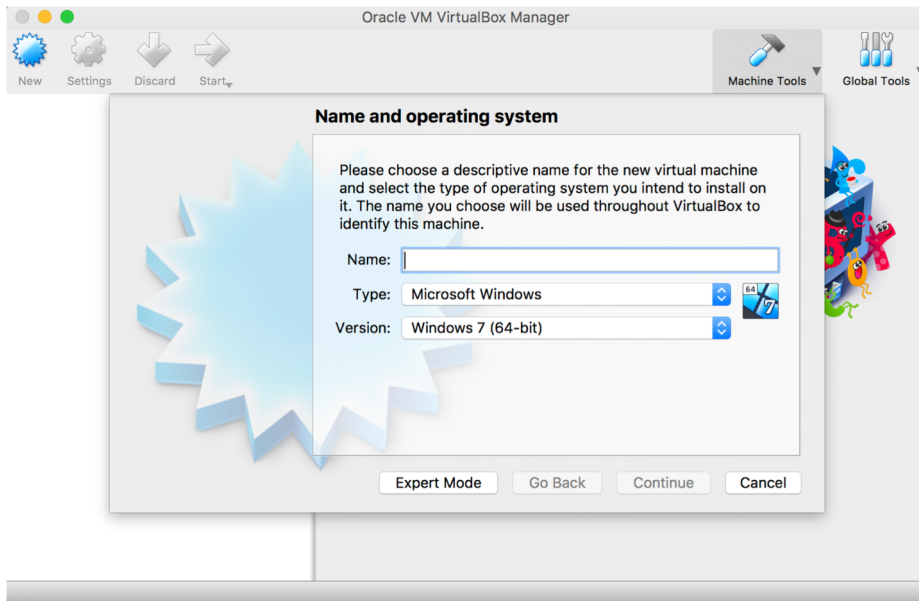 Oracle VM VirtualBox Manager
New Settings Discard Start Machine Tools Global Tools
Name and operating system
Please choose a descriptive name for the new virtual machine
and select the type of operating system you intend to install on
it. The name you choose will be used throughout VirtualBox to
identify this machine.
Name:
Type: Microsoft Windows
64
7
Version: Windows 7 (64-bit)
Expert Mode Go Back Continue Cancel